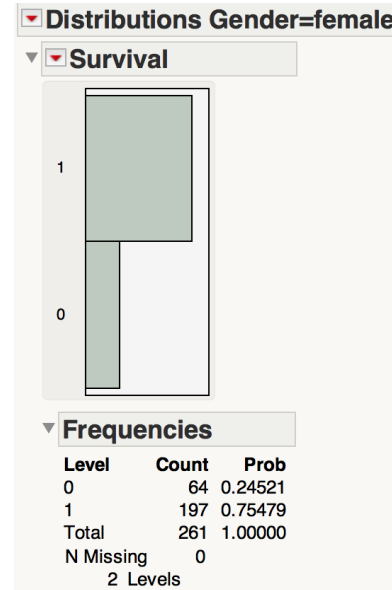 Distributions Gender=female
Survival
1
0
Frequencies
Level Count Prob
0 64 0.24521
1 197 0.75479
Total 261 1.00000
N Missing 0
2 Levels